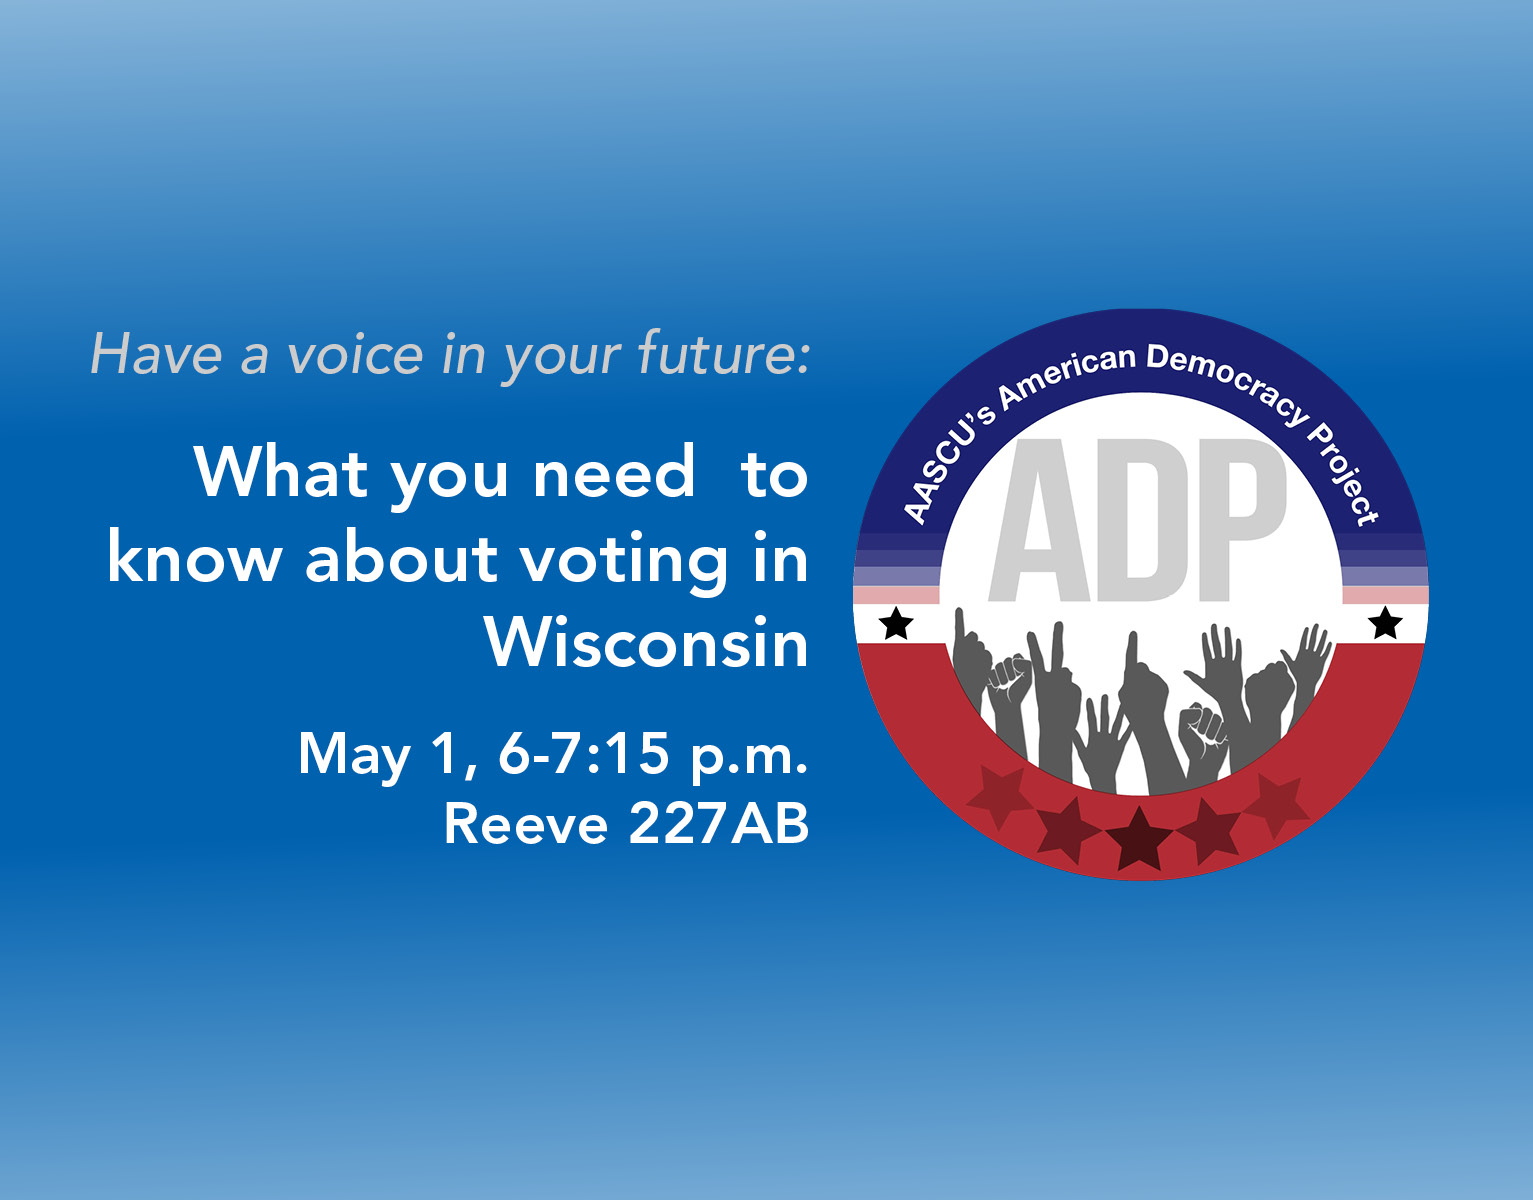 Have a voice in your future:
What you need  to
know about voting in
Wisconsin
May 1, 6-7:15 p.m.
Reeve 227AB
AASCU's American Democracy Project
ADP